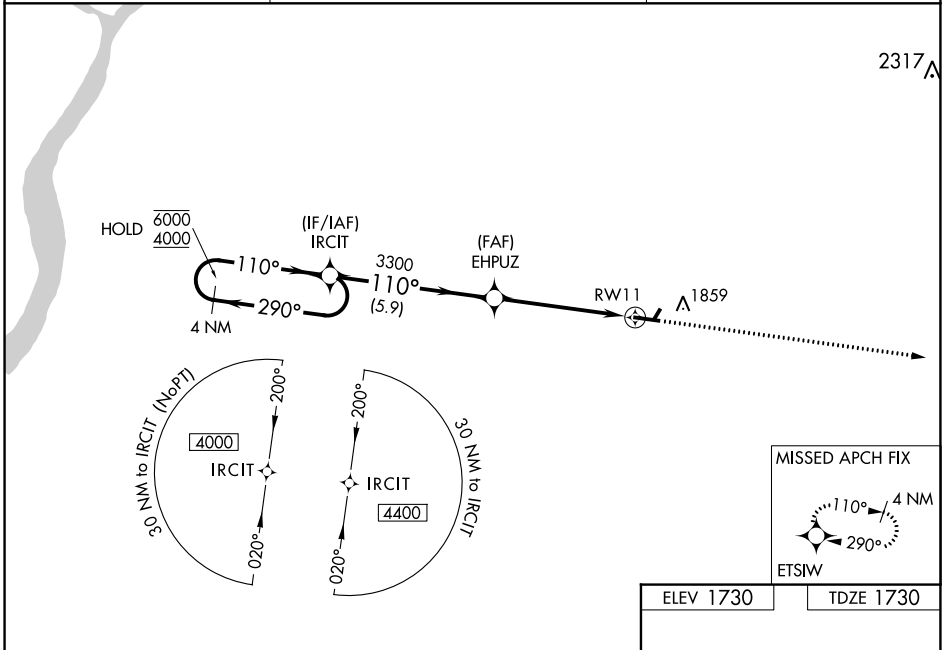 2317
HOLD 6000
4000
(IF/IAF)
IRCIT
(FAF)
EHPUZ
3300
110°
110°
(5.9)
290°
4 NM
RW11
1859
30 NM to IRCIT (NoPT)
200°
4000
IRCIT
020°
200°
30 NM to IRCIT
IRCIT
4400
020°
MISSED APCH FIX
110°
4 NM
290°
ETSIW
ELEV 1730
TDZE 1730